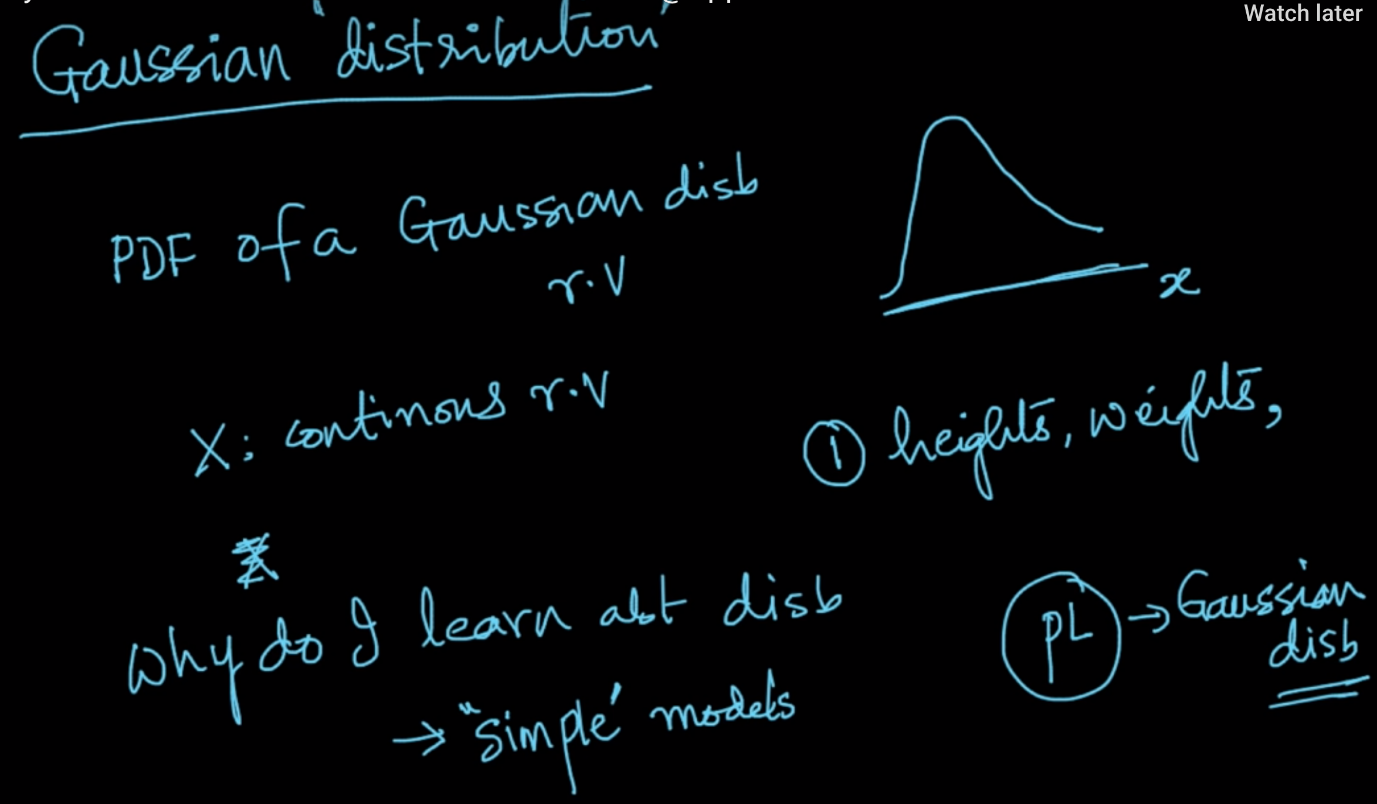 Watch later
Gaussian distribution
PDF of a Gaussian disb
r.V
x
X: continous r.V
① heights, weights,
Why do I learn abt disb
→ "simple" models
PL → Gaussian
disb